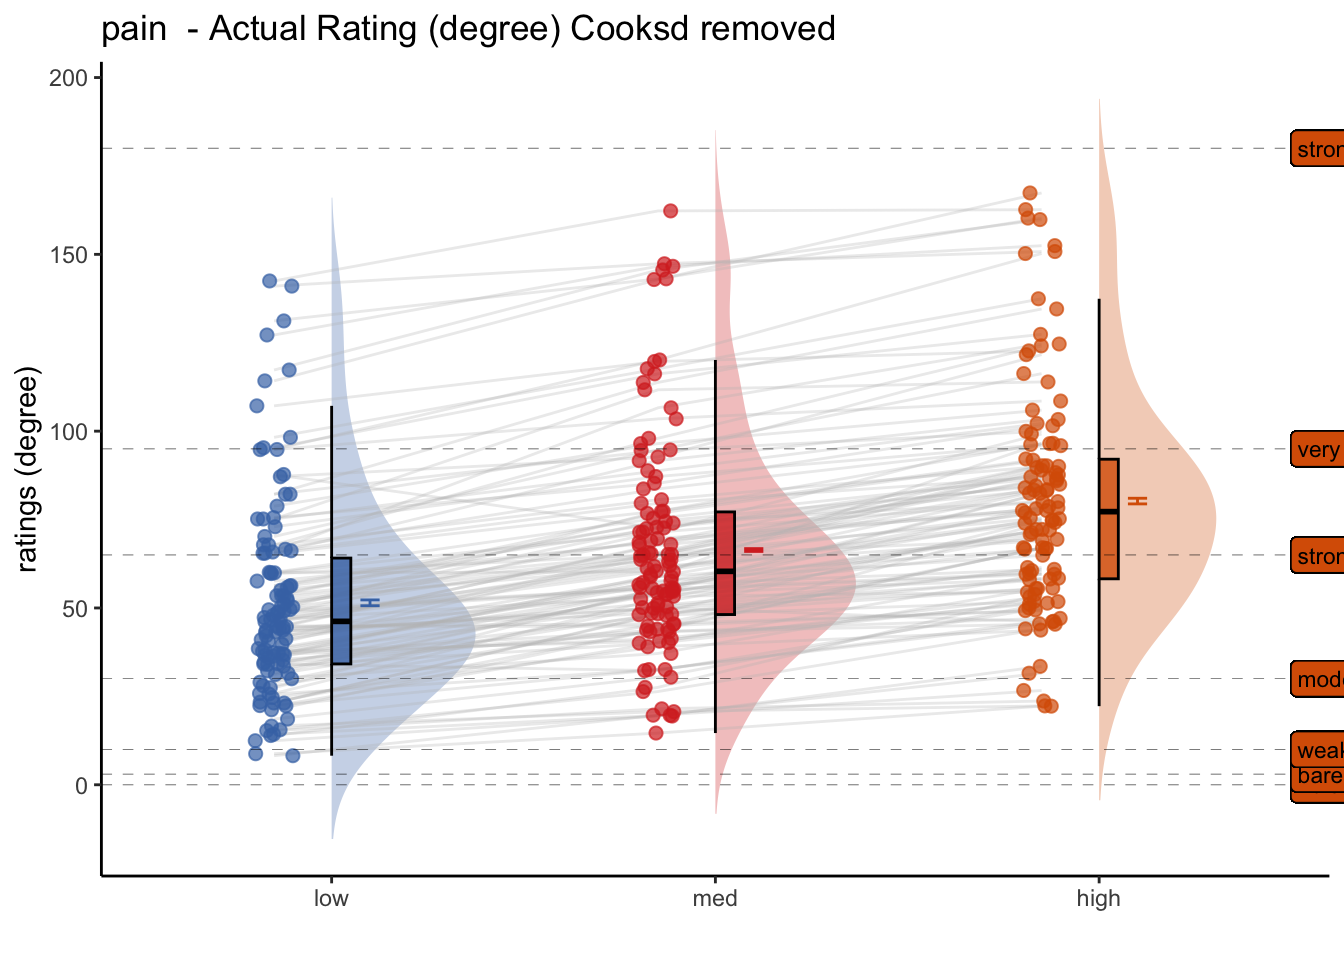 pain  - Actual Rating (degree) Cooksd removed
ratings (degree)
200
150
100
50
0
low
med
high
stron
very
stron
mode
weak
bare